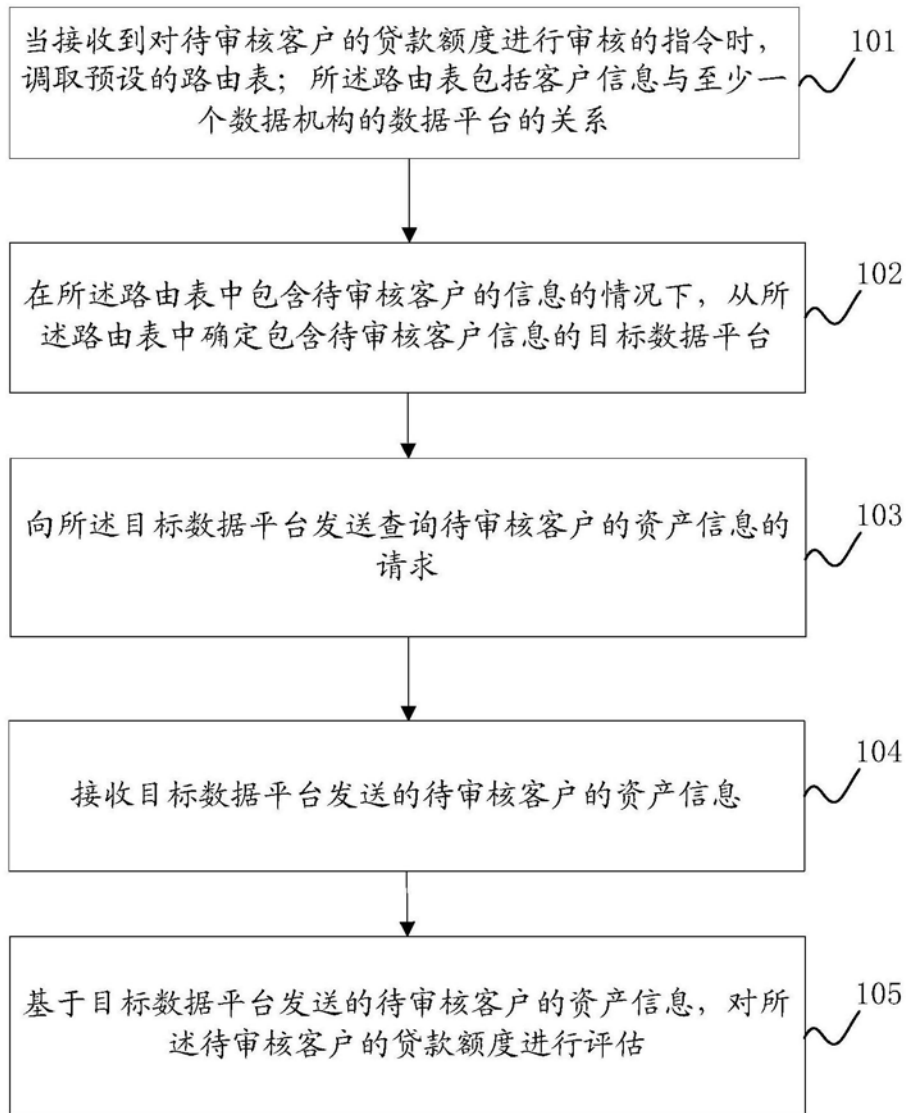 当接收到对待审核客户的贷款额度进行审核的指令时，
调取预设的路由表；所述路由表包括客户信息与至少一
个数据机构的数据平台的关系
101
在所述路由表中包含待审核客户的信息的情况下，从所
述路由表中确定包含待审核客户信息的目标数据平台
102
向所述目标数据平台发送查询待审核客户的资产信息的
请求
103
接收目标数据平台发送的待审核客户的资产信息
104
基于目标数据平台发送的待审核客户的资产信息，对所
述待审核客户的贷款额度进行评估
105